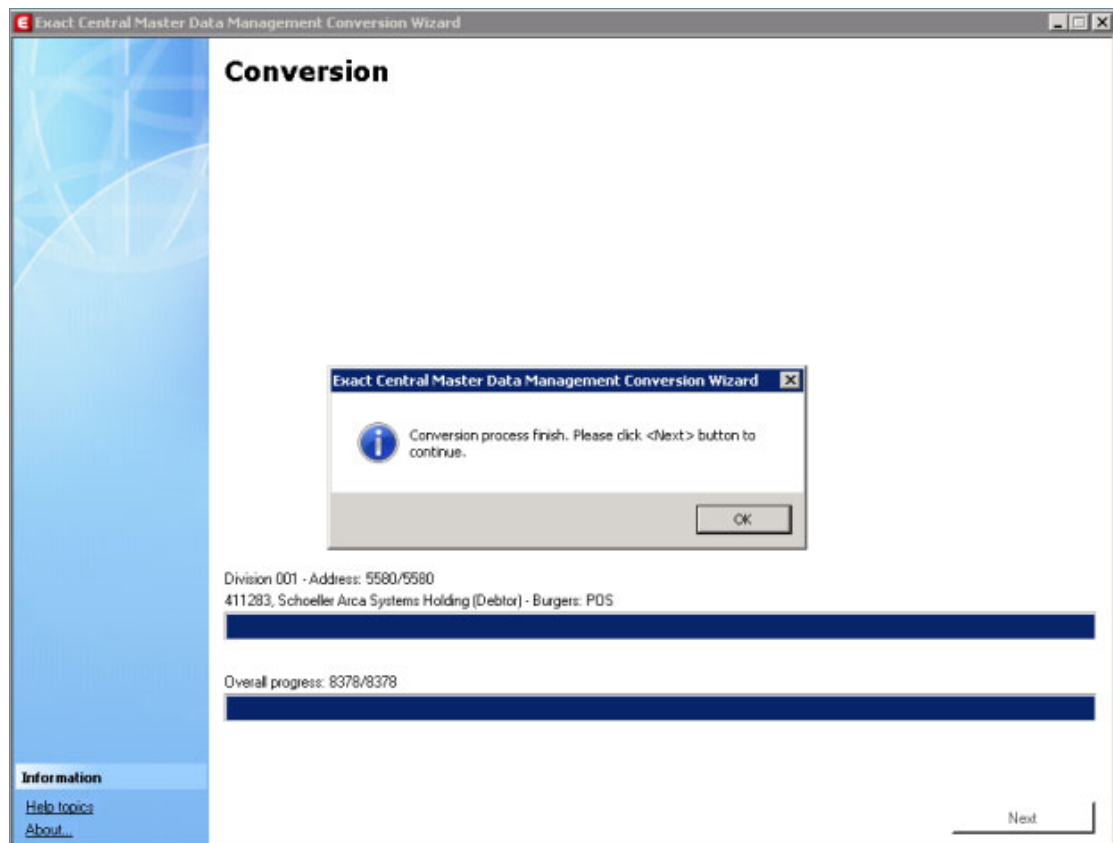 Exact Central Master Data Management Conversion Wizard
Conversion
Exact Central Master Data Management Conversion Wizard
Conversion process finish. Please click <Next> button to
continue.
OK
Division 001 - Address: 5580/5580
411283, Schoeller Arca Systems Holding (Debtor) - Burgers: POS
Overall progress: 8378/8378
Information
Help topics
About...
Next